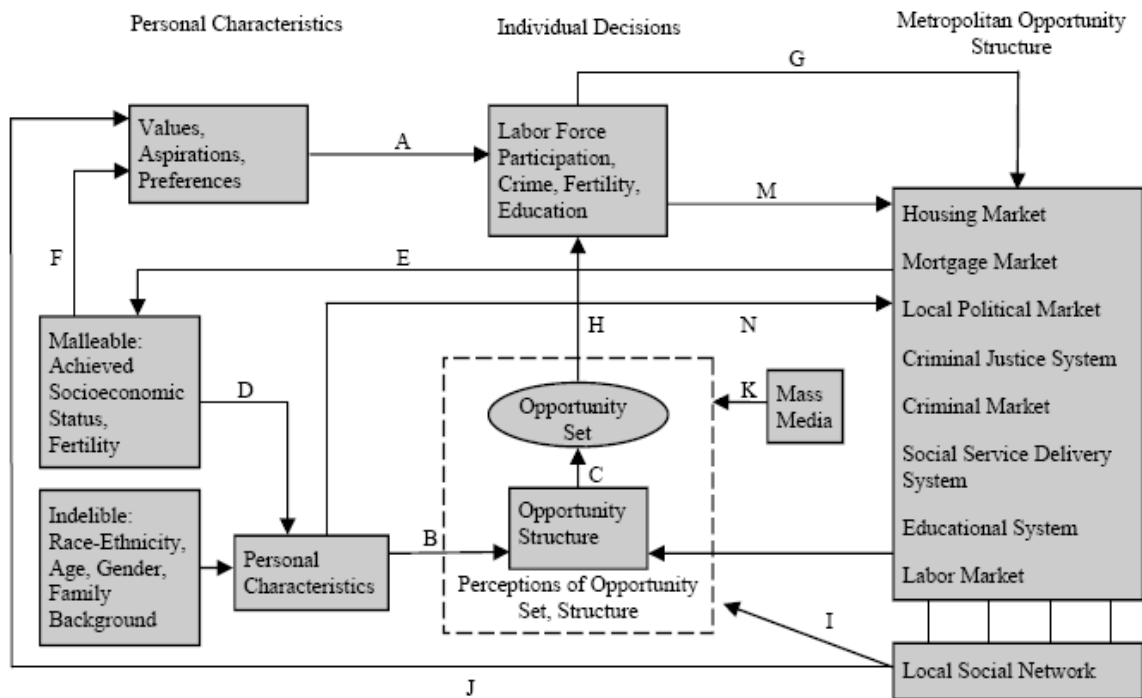 Personal Characteristics
Individual Decisions
Metropolitan Opportunity
Structure
G
Values,
Aspirations,
Preferences
A
Labor Force
Participation,
Crime, Fertility,
Education
M
Housing Market
Mortgage Market
Local Political Market
Criminal Justice System
Criminal Market
Social Service Delivery
System
Educational System
Labor Market
F
E
Malleable:
Achieved
Socioeconomic
Status,
Fertility
D
H
N
Opportunity
Set
K
Mass
Media
C
Indelible:
Race-Ethnicity,
Age, Gender,
Family
Background
Personal
Characteristics
B
Opportunity
Structure
Perceptions of Opportunity
Set, Structure
I
Local Social Network
J